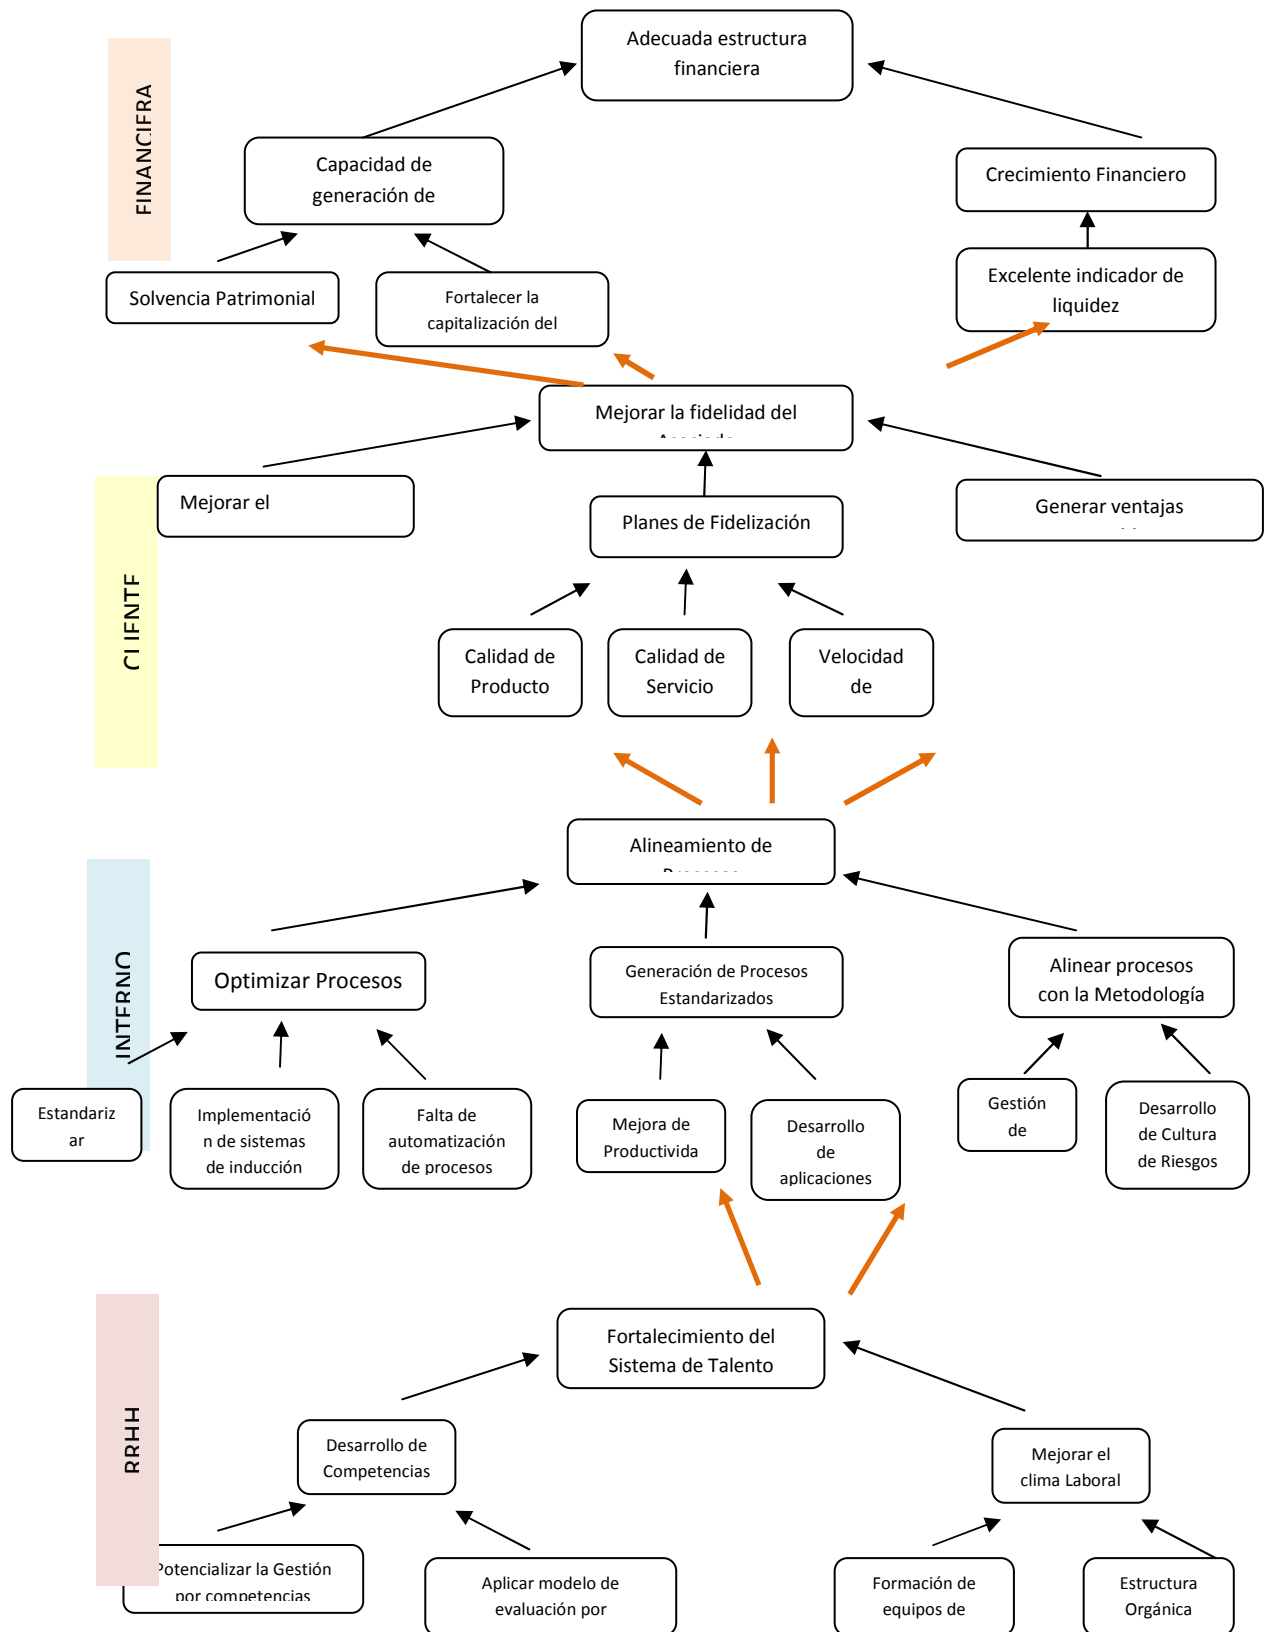 Adecuada estructura
financiera
FINANCIERA
Capacidad de
generación de
Crecimiento Financiero
Solvencia Patrimonial
Fortalecer la
capitalización del
Excelente indicador de
liquidez
Mejorar la fidelidad del
Asociado
CLIENTE
Mejorar el
Planes de Fidelización
Generar ventajas
Calidad de
Producto
Calidad de
Servicio
Velocidad
de
Alineamiento de
Procesos
INTERNO
Optimizar Procesos
Generación de Procesos
Estandarizados
Alinear procesos
con la Metodología
Estandariz
ar
Implementació
n de sistemas
de inducción
Falta de
automatización
de procesos
Mejora de
Productivida
Desarrollo
de
aplicaciones
Gestión
de
Desarrollo
de Cultura
de Riesgos
RRHH
Fortalecimiento del
Sistema de Talento
Desarrollo de
Competencias
Mejorar el
clima Laboral
Potencializar la Gestión
por competencias
Aplicar modelo de
evaluación por
Formación de
equipos de
Estructura
Orgánica